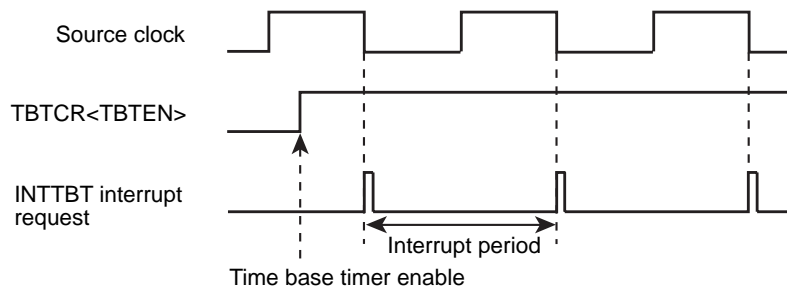 Source clock
TBTCR<TBTEN>
INTTBT interrupt
request
Interrupt period
Time base timer enable